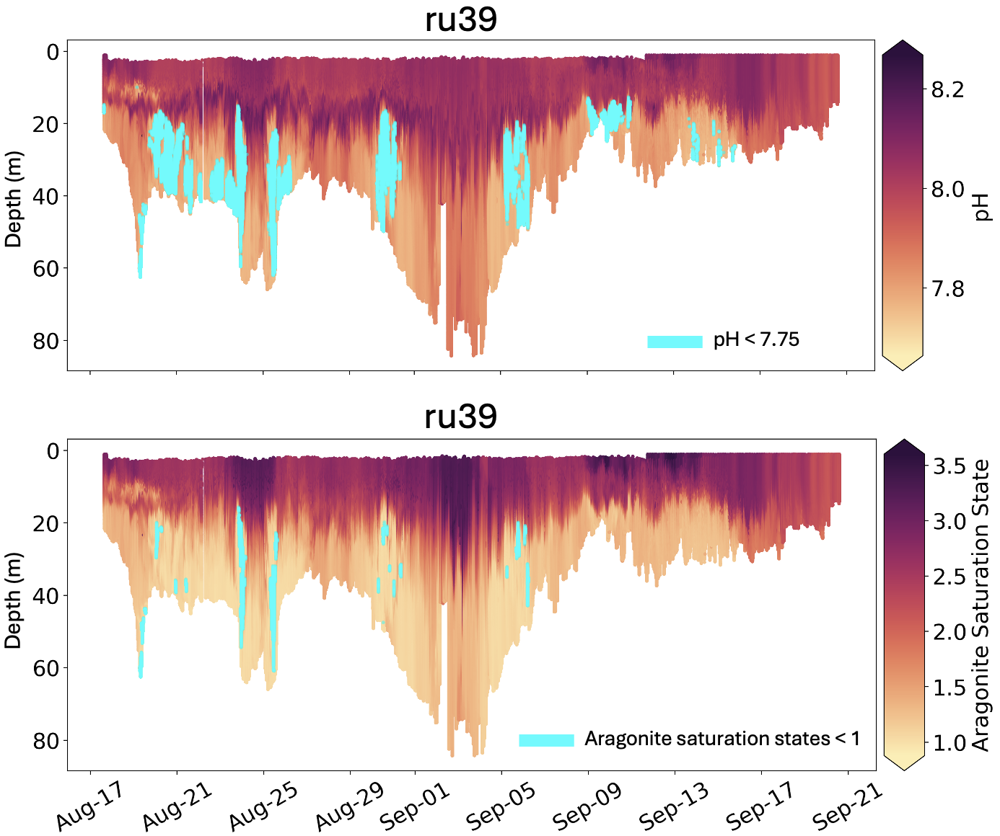 ru39
0
20
40
60
80
Depth (m)
pH < 7.75
8.2
8.0
7.8
pH
ru39
0
20
40
60
80
Depth (m)
Aragonite saturation states < 1
3.5
3.0
2.5
2.0
1.5
1.0
Aragonite Saturation State
Aug-17
Aug-21
Aug-25
Aug-29
Sep-01
Sep-05
Sep-09
Sep-13
Sep-17
Sep-21